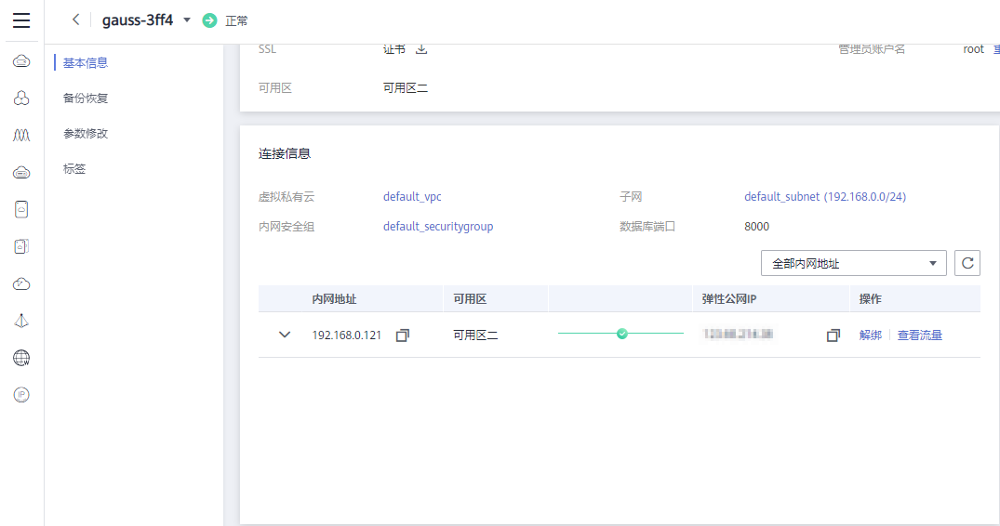 gauss-3ff4 正常
基本信息
备份恢复
参数修改
标签
SSL 证书 管理员账户名 root
可用区 可用区二
连接信息
虚拟私有云 default_vpc 子网 default_subnet (192.168.0.0/24)
内网安全组 default_securitygroup 数据库端口 8000
全部内网地址
内网地址 可用区 弹性公网IP 操作
192.168.0.121 可用区二 解绑 查看流量
IP
W